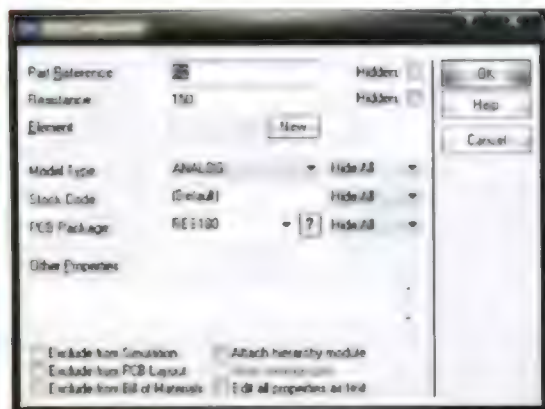 Part Reference: Hidden:
Resistance: 150 Hidden:
Element: New
Model Type: ANALOG Hide All
Stock Code: (Default) Hide All
PCB Package: ? Hide All
Other Properties:
Exclude from Simulation Attach hierarchy module
Exclude from PCB Layout
Exclude from Bill of Materials Edit all properties as text
OK
Help
Cancel